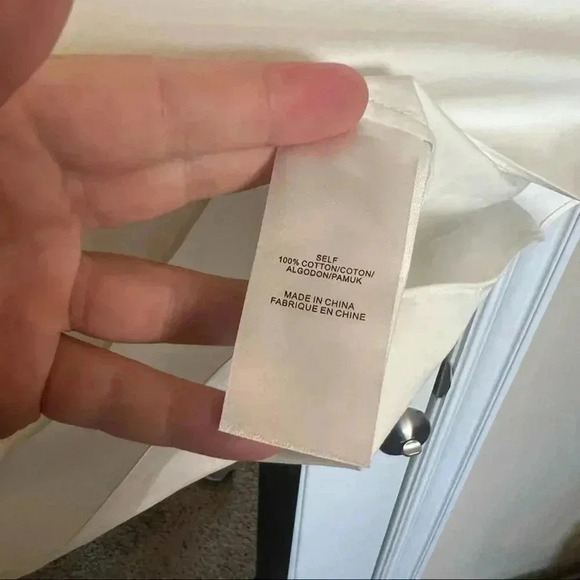 SELF
100% COTTON/COTON/
ALGODON/PAMUK
MADE IN CHINA
FABRIQUE EN CHINE